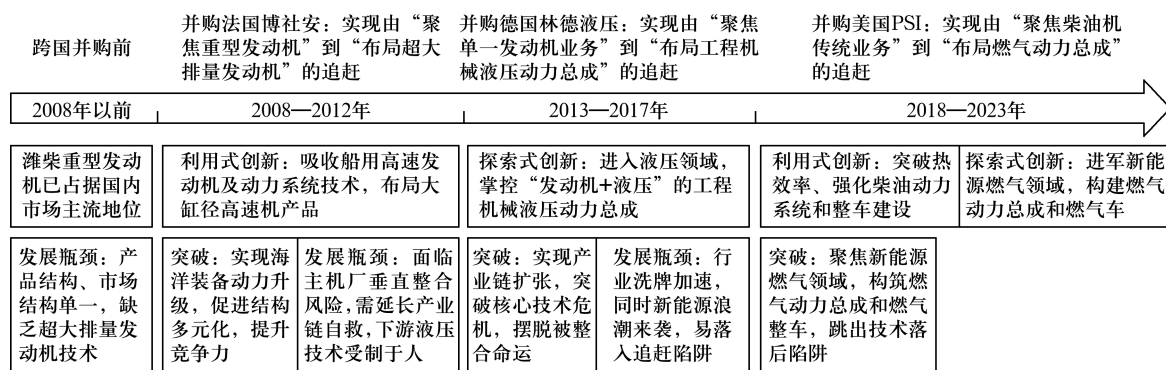 跨国并购前
并购法国博社安：实现由“聚
焦重型发动机”到“布局超大
排量发动机”的追赶
并购德国林德液压：实现由“聚焦
单一发动机业务”到“布局工程机
械液压动力总成”的追赶
并购美国PSI：实现由“聚焦柴油机
传统业务”到“布局燃气动力总成”
的追赶
2008年以前
2008—2012年
2013—2017年
2018—2023年
潍柴重型发动
机已占据国内
市场主流地位
利用式创新：吸收船用高速发
动机及动力系统技术，布局大
缸径高速机产品
探索式创新：进入液压领域，
掌控“发动机+液压”的工程
机械液压动力总成
利用式创新：突破热
效率、强化柴油动力
系统和整车建设
探索式创新：进军新能
源燃气领域，构建燃气
动力总成和燃气车
发展瓶颈：产
品结构、市场
结构单一，缺
乏超大排量发
动机技术
突破：实现海
洋装备动力升
级，促进结构
多元化，提升
竞争力
发展瓶颈：面临
主机厂垂直整合
风险，需延长产业
链自救，下游液压
技术受制于人
突破：实现产
业链扩张，突
破核心技术危
机，摆脱被整
合命运
发展瓶颈：行
业洗牌加速，
同时新能源浪
潮来袭，易落
入追赶陷阱
突破：聚焦新能源
燃气领域，构筑燃
气动力总成和燃气
整车，跳出技术落
后陷阱